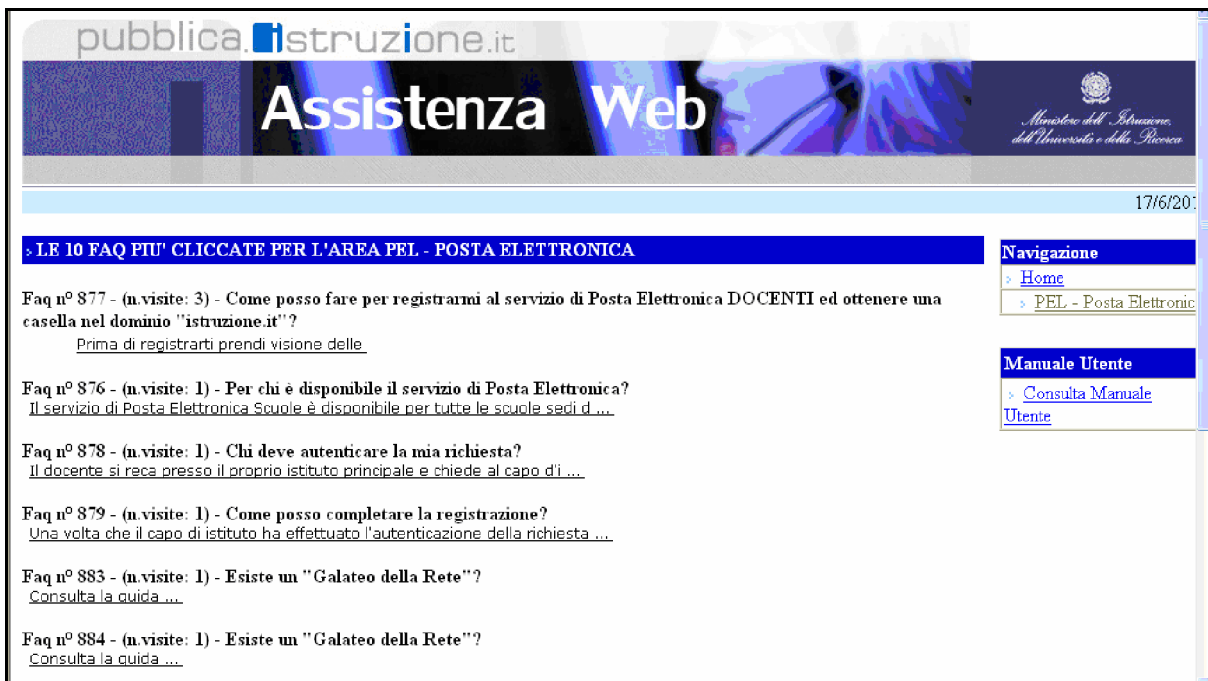 pubblica.istruzione.it
Assistenza Web
Ministero dell'Istruzione,
dell'Università e della Ricerca
17/6/201
LE 10 FAQ PIU' CLICCATE PER L'AREA PEL - POSTA ELETTRONICA
Faq n° 877 - (n.visite: 3) - Come posso fare per registrarmi al servizio di Posta Elettronica DOCENTI ed ottenere una
casella nel dominio "istruzione.it"?
Prima di registrarti prendi visione delle
Faq n° 876 - (n.visite: 1) - Per chi è disponibile il servizio di Posta Elettronica?
Il servizio di Posta Elettronica Scuole è disponibile per tutte le scuole sedi d ...
Faq n° 878 - (n.visite: 1) - Chi deve autenticare la mia richiesta?
Il docente si reca presso il proprio istituto principale e chiede al capo d'i ...
Faq n° 879 - (n.visite: 1) - Come posso completare la registrazione?
Una volta che il capo di istituto ha effettuato l'autenticazione della richiesta ...
Faq n° 883 - (n.visite: 1) - Esiste un "Galateo della Rete"?
Consulta la guida ...
Faq n° 884 - (n.visite: 1) - Esiste un "Galateo della Rete"?
Consulta la guida ...
Navigazione
Home
PEL - Posta Elettronic
Manuale Utente
Consulta Manuale
Utente